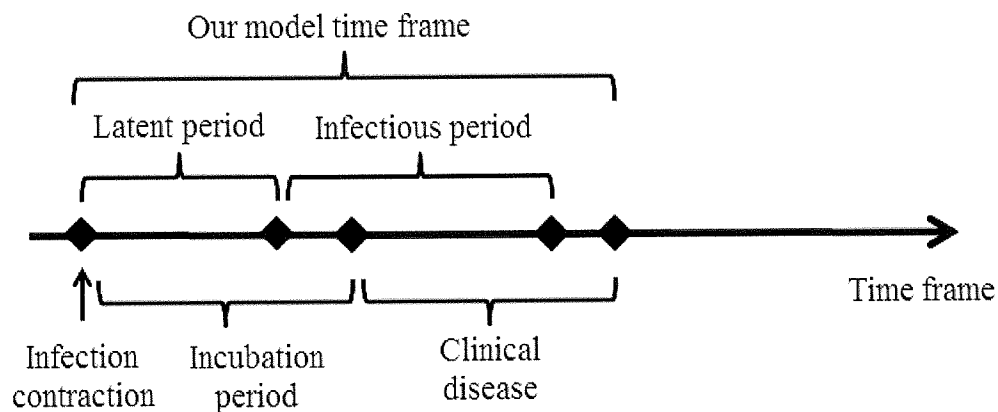 Our model time frame
Latent period
Infectious period
Time frame
Infection
contraction
Incubation
period
Clinical
disease